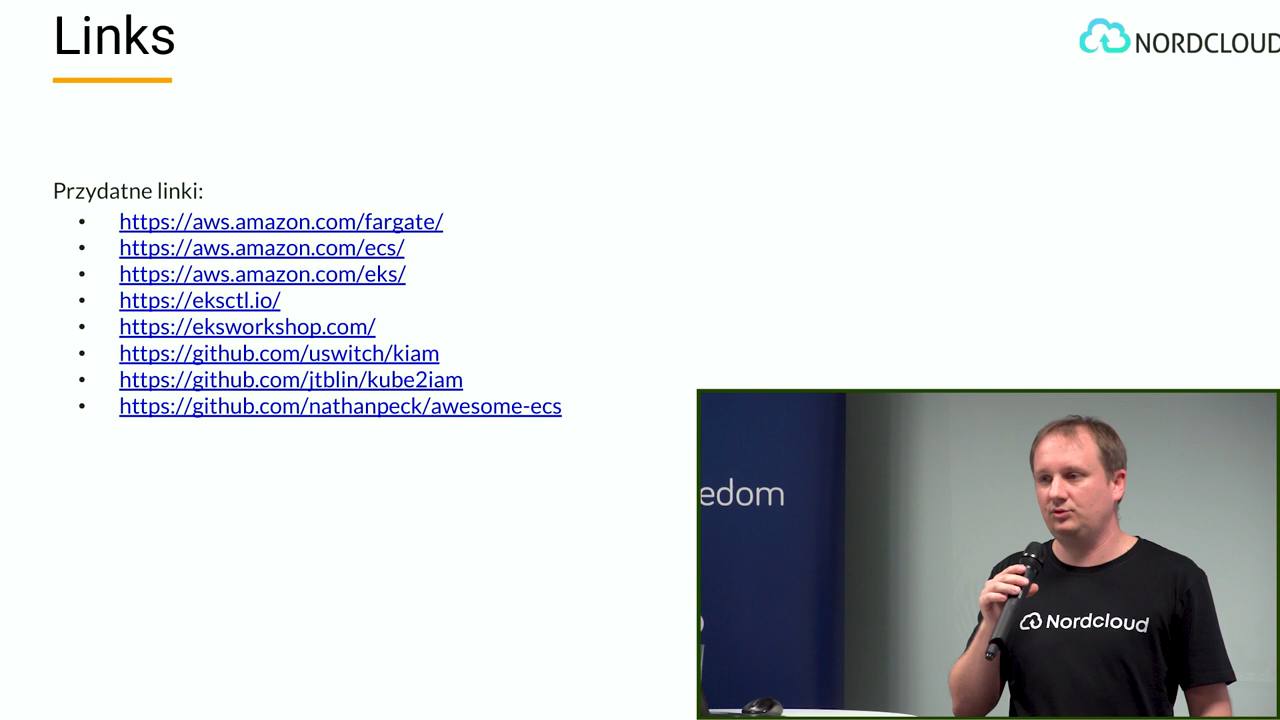 Links
NORDCLOUD
Przydatne linki:
• https://aws.amazon.com/fargate/
• https://aws.amazon.com/ecs/
• https://aws.amazon.com/eks/
• https://eksctl.io/
• https://eksworkshop.com/
• https://github.com/uswitch/kiam
• https://github.com/jtblin/kube2iam
• https://github.com/nathanpeck/awesome-ecs
edom
Nordcloud